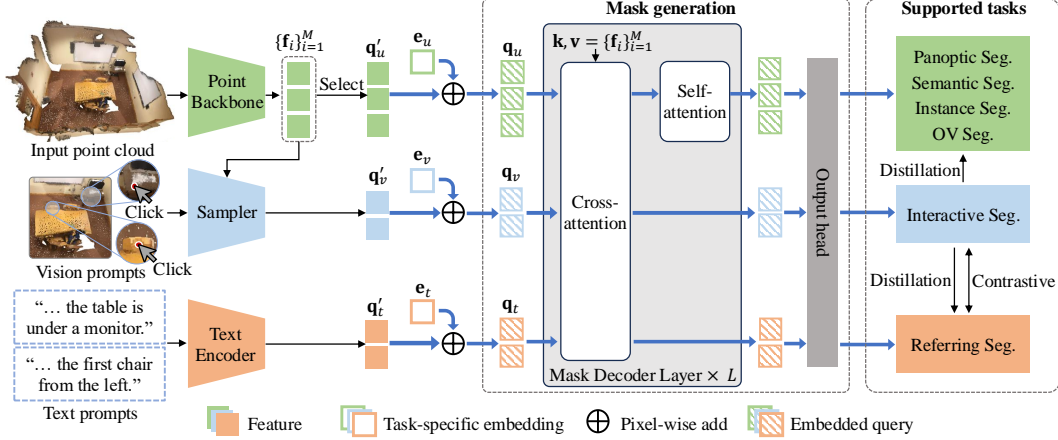 Mask generation
Supported tasks
{f_i}_{i=1}^M
q'_u
e_u
q_u
k, v = {f_i}_{i=1}^M
Point
Backbone
Select
Self-
attention
Panoptic Seg.
Semantic Seg.
Instance Seg.
OV Seg.
Input point cloud
Distillation
Click
Click
Vision prompts
Sampler
q'_v
e_v
q_v
Cross-
attention
Output head
Interactive Seg.
Distillation
Contrastive
“... the table is
under a monitor.”
“... the first chair
from the left.”
Text prompts
Text
Encoder
q'_t
e_t
q_t
Mask Decoder Layer × L
Referring Seg.
Feature
Task-specific embedding
Pixel-wise add
Embedded query